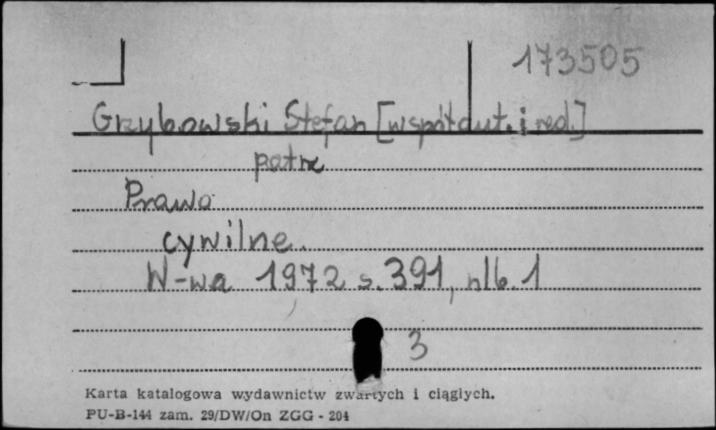 173505
Grzybowski Stefan [współaut. i red.]
patrz
Prawo
cywilne.
W-wa 1972 s. 391, nlb. 1
3
Karta katalogowa wydawnictw zwartych i ciągłych.
PU-B-144 zam. 29/DW/On ZGG - 204